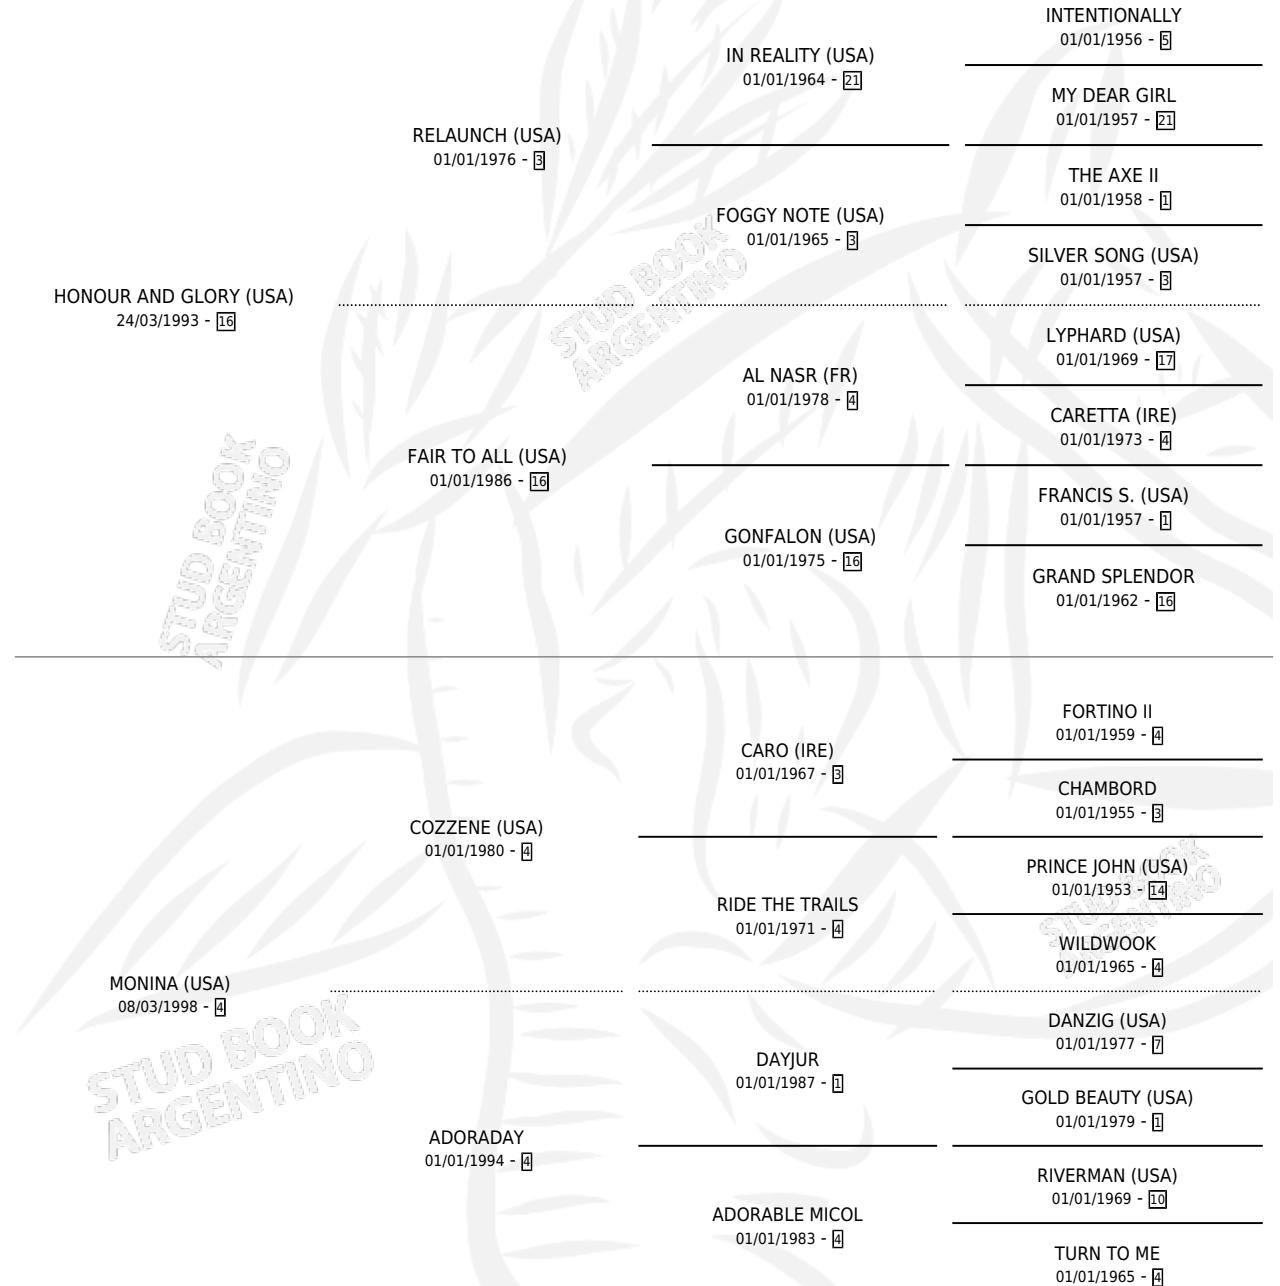 INTENTIONALLY
01/01/1956 - 5
IN REALITY (USA)
01/01/1964 - 21
MY DEAR GIRL
01/01/1957 - 21
RELAUNCH (USA)
01/01/1976 - 3
THE AXE II
01/01/1958 - 1
FOGGY NOTE (USA)
01/01/1965 - 3
SILVER SONG (USA)
01/01/1957 - 3
HONOUR AND GLORY (USA)
24/03/1993 - 16
LYPHARD (USA)
01/01/1969 - 17
AL NASR (FR)
01/01/1978 - 4
CARETTA (IRE)
01/01/1973 - 4
FAIR TO ALL (USA)
01/01/1986 - 16
FRANCIS S. (USA)
01/01/1957 - 1
GONFALON (USA)
01/01/1975 - 16
GRAND SPLENDOR
01/01/1962 - 16
FORTINO II
01/01/1959 - 4
CARO (IRE)
01/01/1967 - 3
CHAMBORD
01/01/1955 - 3
COZZENE (USA)
01/01/1980 - 4
PRINCE JOHN (USA)
01/01/1953 - 14
RIDE THE TRAILS
01/01/1971 - 4
WILDWOOK
01/01/1965 - 4
MONINA (USA)
08/03/1998 - 4
DANZIG (USA)
01/01/1977 - 7
DAYJUR
01/01/1987 - 1
GOLD BEAUTY (USA)
01/01/1979 - 1
ADORADAY
01/01/1994 - 4
RIVERMAN (USA)
01/01/1969 - 10
ADORABLE MICOL
01/01/1983 - 4
TURN TO ME
01/01/1965 - 4
STUD BOOK
ARGENTINO
STUD BOOK
ARGENTINO
STUD BOOK
ARGENTINO
STUD BOOK
ARGENTINO